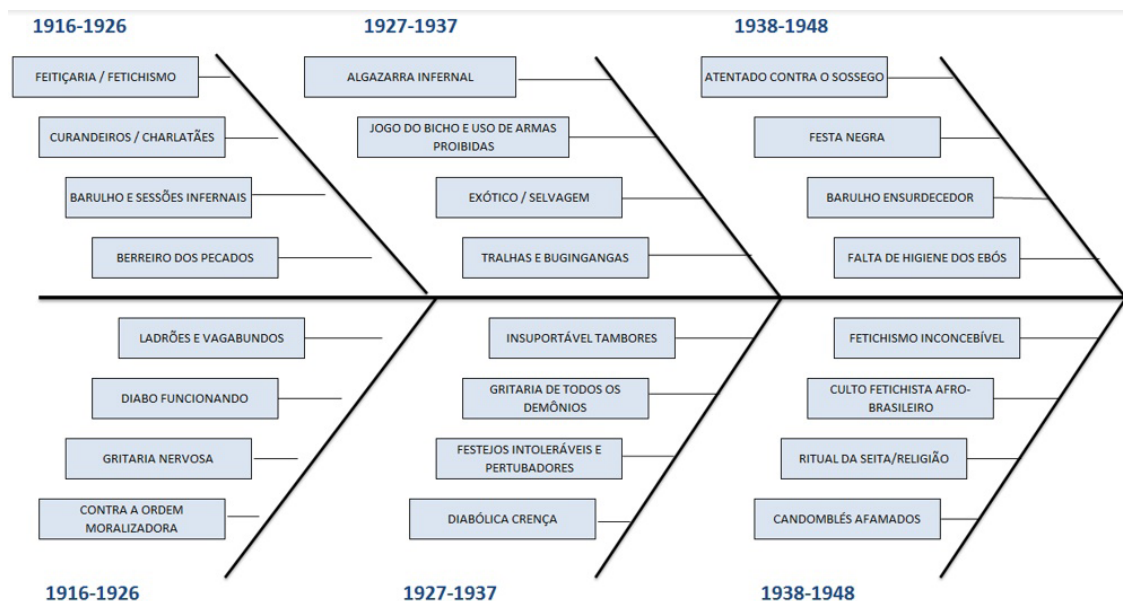 1916-1926
1927-1937
1938-1948
FEITIÇARIA / FETICHISMO
ALGAZARRA INFERNAL
ATENTADO CONTRA O SOSSEGO
CURANDEIROS / CHARLATÃES
JOGO DO BICHO E USO DE ARMAS
PROIBIDAS
FESTA NEGRA
BARULHO E SESSÕES INFERNAIS
EXÓTICO / SELVAGEM
BARULHO ENSURDECEDOR
BERREIRO DOS PECADOS
TRALHAS E BUGINGANGAS
FALTA DE HIGIENE DOS EBÓS
LADRÕES E VAGABUNDOS
INSUPORTÁVEL TAMBORES
FETICHISMO INCONCEBÍVEL
DIABO FUNCIONANDO
GRITARIA DE TODOS OS
DEMÔNIOS
CULTO FETICHISTA AFRO-
BRASILEIRO
GRITARIA NERVOSA
FESTEJOS INTOLERÁVEIS E
PERTUBADORES
RITUAL DA SEITA/RELIGIÃO
CONTRA A ORDEM
MORALIZADORA
DIABÓLICA CRENÇA
CANDOMBLÉS AFAMADOS
1916-1926
1927-1937
1938-1948